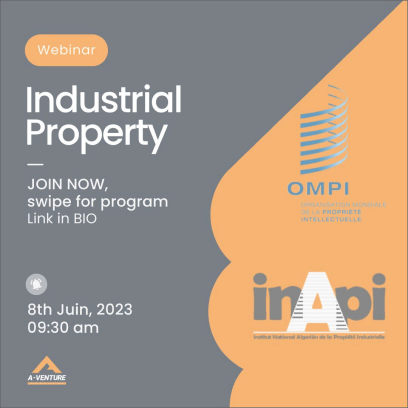 Webinar
Industrial
Property
JOIN NOW,
swipe for program
Link in BIO
8th Juin, 2023
09:30 am
A-VENTURE
OMPI
ORGANISATION MONDIALE
DE LA PROPRIÉTÉ
INTELLECTUELLE
inApi
Institut National Algérien de la Propriété Industrielle